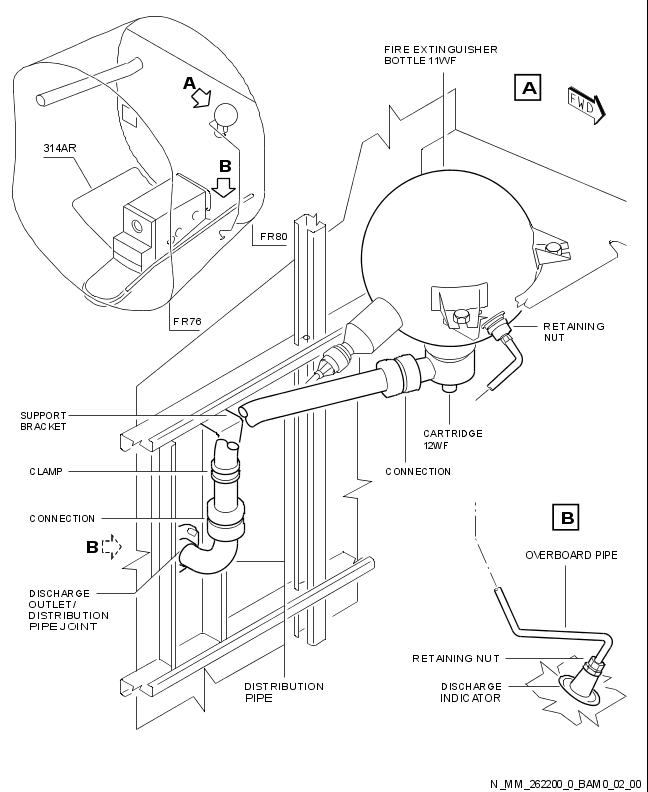 FIRE EXTINGUISHER
BOTTLE 11WF
A
FWD
A
314AR
B
FR80
FR76
RETAINING
NUT
SUPPORT
BRACKET
CARTRIDGE
12WF
CLAMP
CONNECTION
CONNECTION
B
B
OVERBOARD PIPE
DISCHARGE
OUTLET/
DISTRIBUTION
PIPE JOINT
RETAINING NUT
DISTRIBUTION
PIPE
DISCHARGE
INDICATOR
N_MM_262200_0_BAM0_02_00